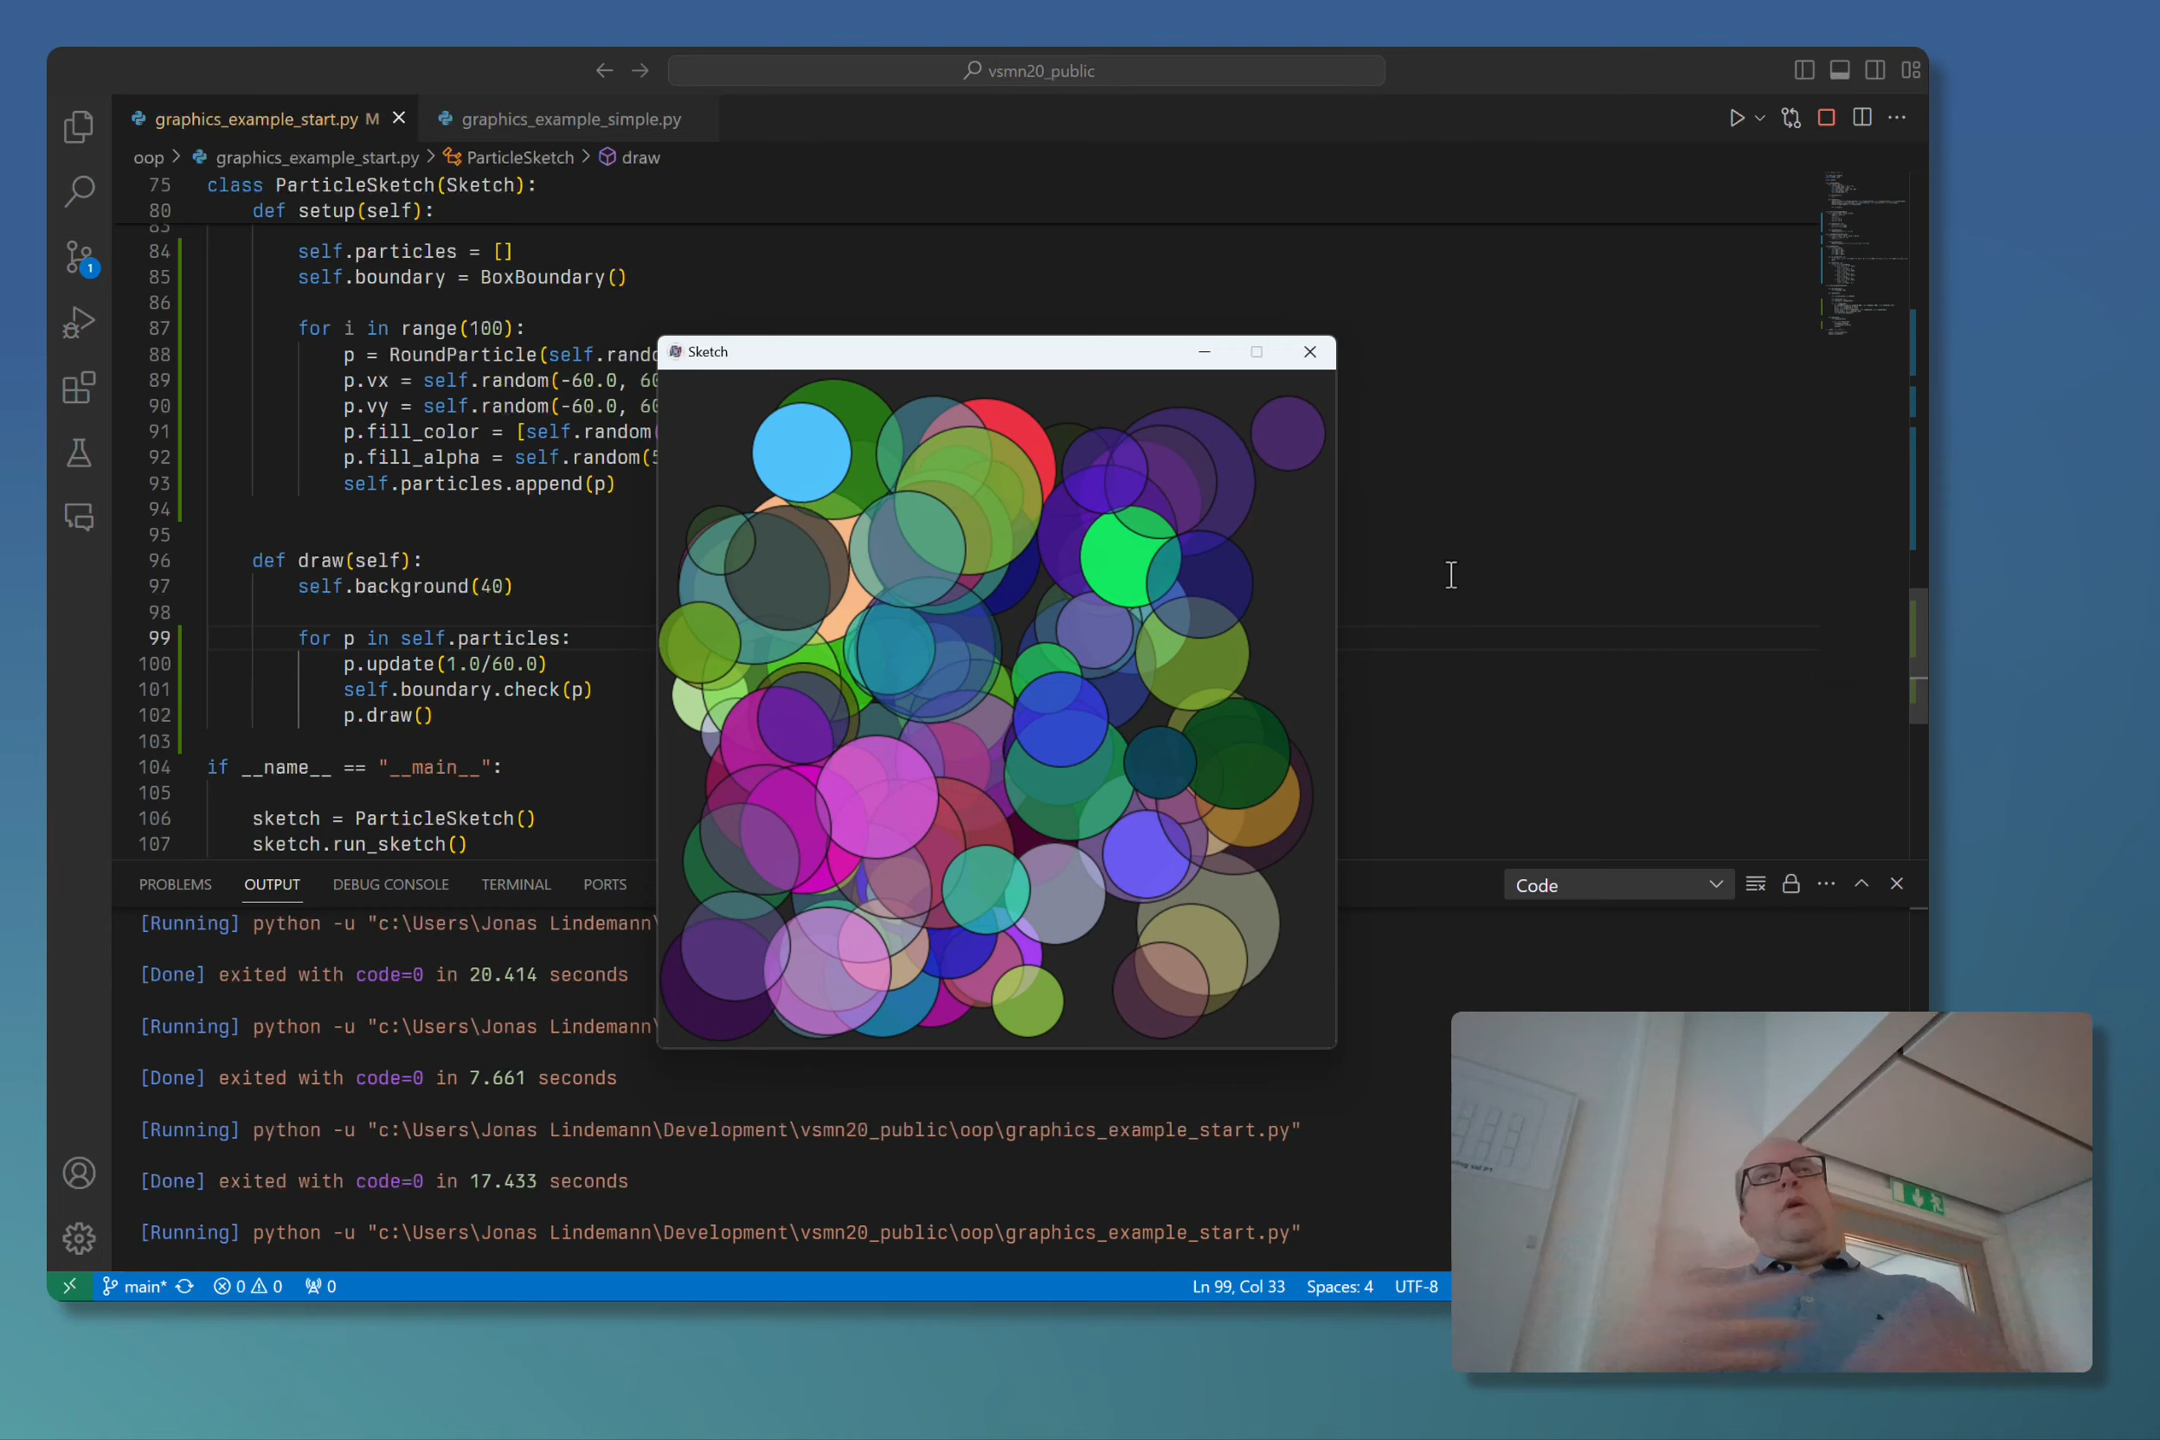 vsmn20_public
graphics_example_start.py M
graphics_example_simple.py
oop > graphics_example_start.py > ParticleSketch > draw
75 class ParticleSketch(Sketch):
80 def setup(self):
83
84 self.particles = []
85 self.boundary = BoxBoundary()
86
87 for i in range(100):
88 p = RoundParticle(self.rando
89 p.vx = self.random(-60.0, 60
90 p.vy = self.random(-60.0, 60
91 p.fill_color = [self.random(
92 p.fill_alpha = self.random(5
93 self.particles.append(p)
94
95
96 def draw(self):
97 self.background(40)
98
99 for p in self.particles:
100 p.update(1.0/60.0)
101 self.boundary.check(p)
102 p.draw()
103
104 if __name__ == "__main__":
105
106 sketch = ParticleSketch()
107 sketch.run_sketch()
Sketch
PROBLEMS OUTPUT DEBUG CONSOLE TERMINAL PORTS
Code
[Running] python -u "c:\Users\Jonas Lindemann\
[Done] exited with code=0 in 20.414 seconds
[Running] python -u "c:\Users\Jonas Lindemann\
[Done] exited with code=0 in 7.661 seconds
[Running] python -u "c:\Users\Jonas Lindemann\Development\vsmn20_public\oop\graphics_example_start.py"
[Done] exited with code=0 in 17.433 seconds
[Running] python -u "c:\Users\Jonas Lindemann\Development\vsmn20_public\oop\graphics_example_start.py"
1
main* 0 0 0
Ln 99, Col 33 Spaces: 4 UTF-8